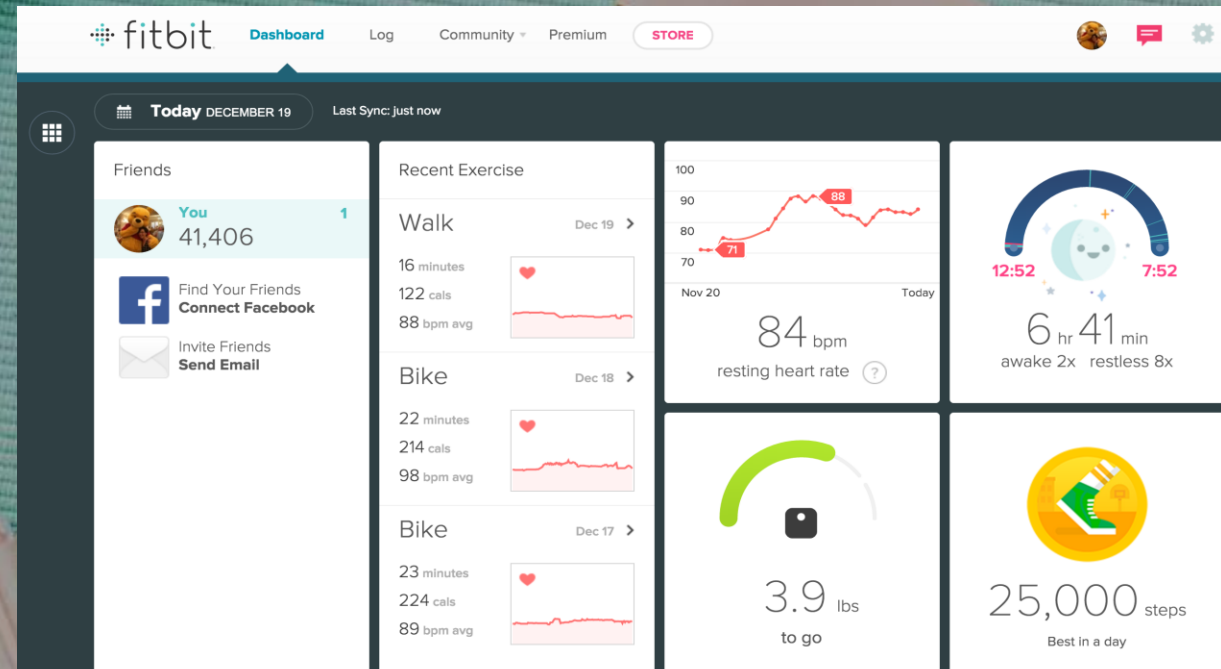 fitbit
Dashboard Log Community Premium STORE
Today DECEMBER 19 Last Sync: just now
Friends
You 1
41,406
Find Your Friends
Connect Facebook
Invite Friends
Send Email
Recent Exercise
Walk Dec 19
16 minutes
122 cals
88 bpm avg
Bike Dec 18
22 minutes
214 cals
98 bpm avg
Bike Dec 17
23 minutes
224 cals
89 bpm avg
100
90
88
80
71
70
Nov 20 Today
84 bpm
resting heart rate ?
12:52 7:52
6 hr 41 min
awake 2x restless 8x
3.9 lbs
to go
25,000 steps
Best in a day